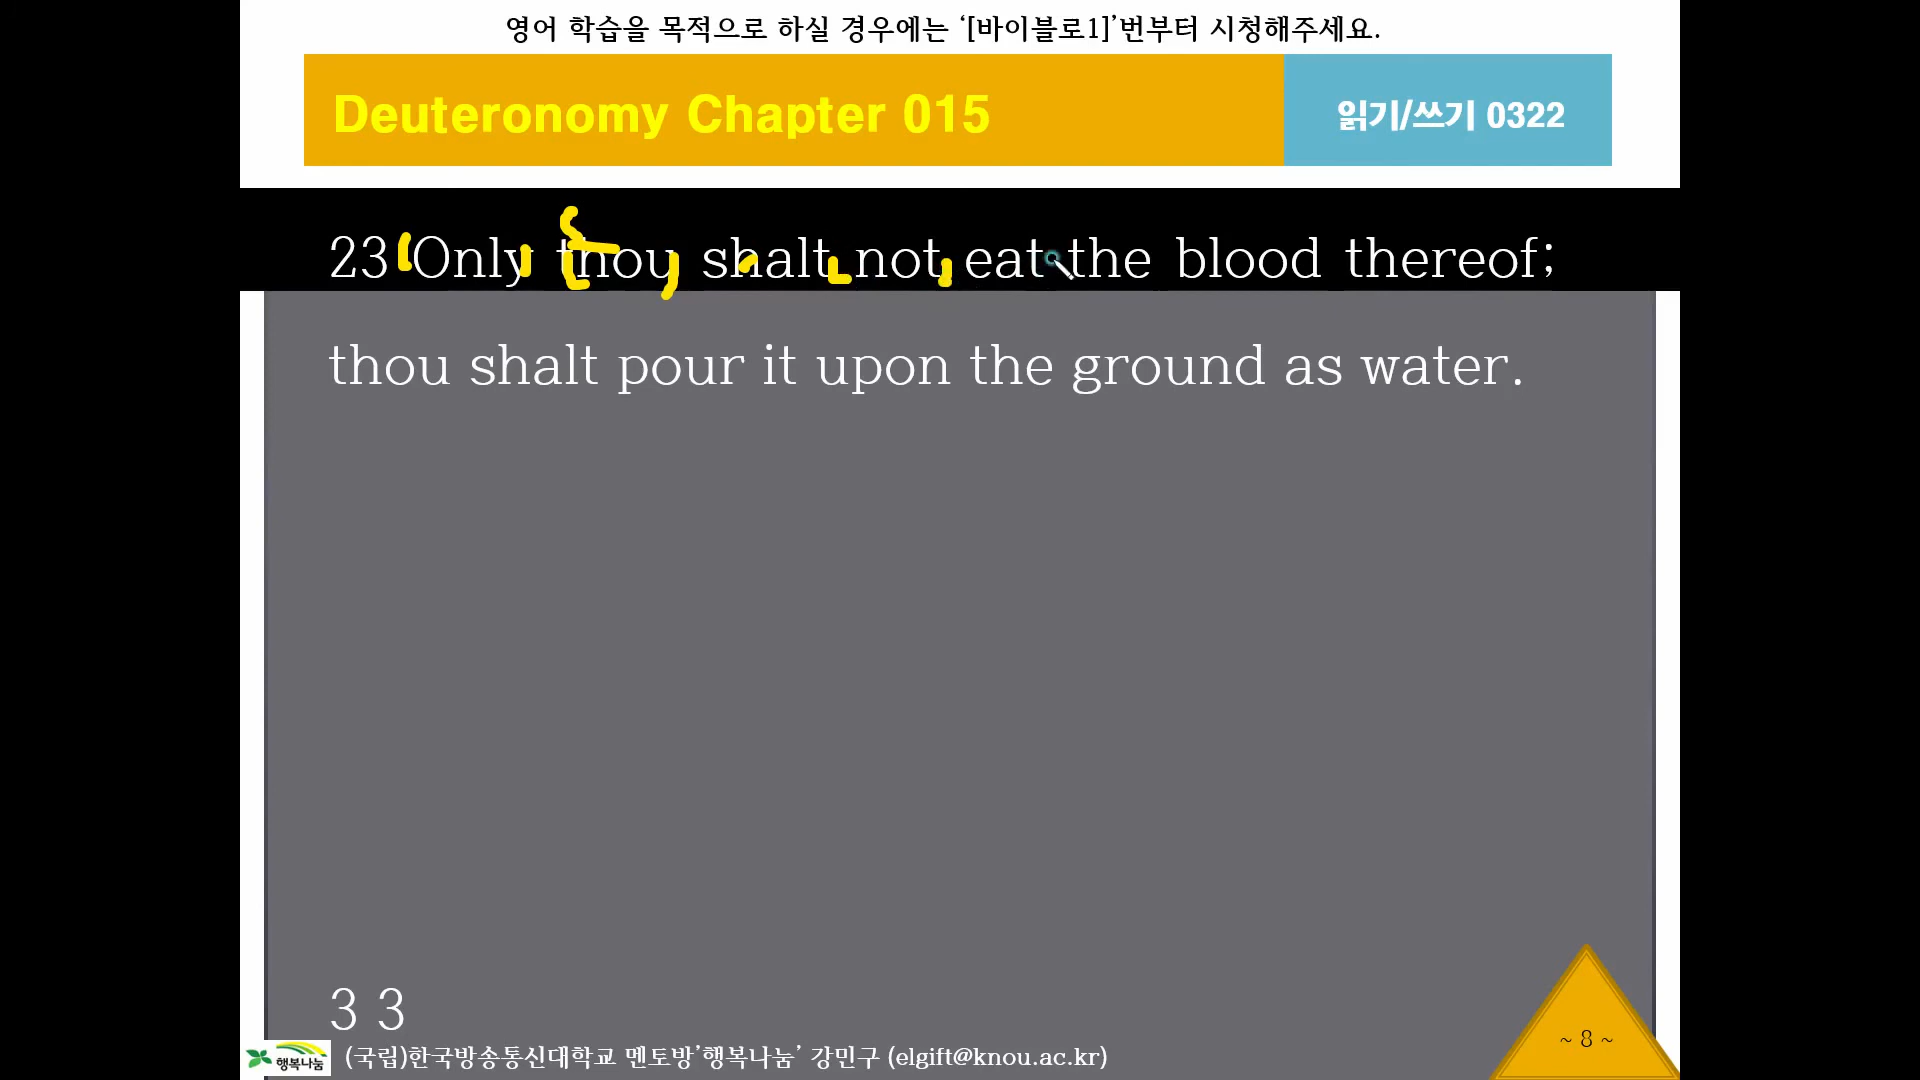 영어 학습을 목적으로 하실 경우에는 ‘[바이블로1]’번부터 시청해주세요.
Deuteronomy Chapter 015
읽기/쓰기 0322
23 Only thou shalt not eat the blood thereof;
thou shalt pour it upon the ground as water.
3 3
행복나눔
(국립)한국방송통신대학교 멘토방’행복나눔’ 강민구 (elgift@knou.ac.kr)
~ 8 ~